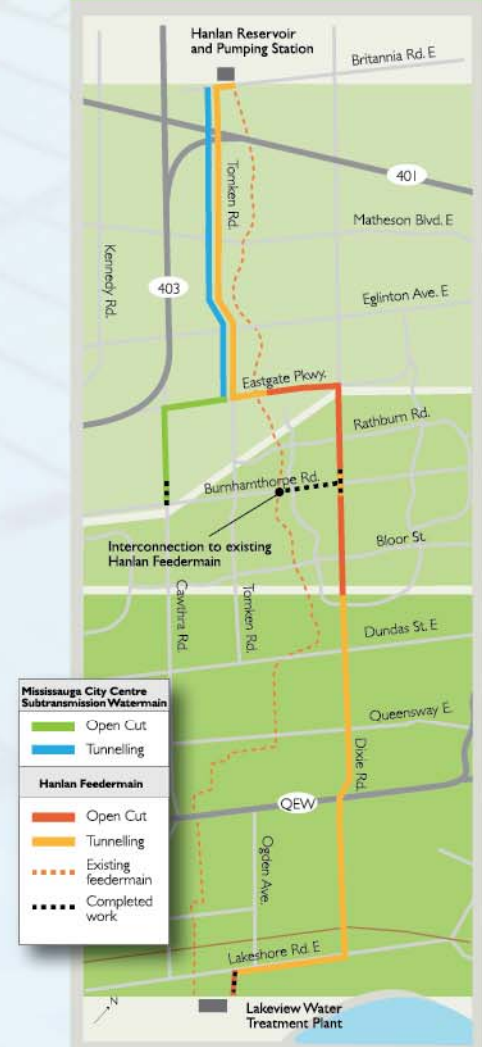 Hanlan Reservoir
and Pumping Station
Britannia Rd. E
401
Tomken Rd.
Matheson Blvd. E
Kennedy Rd.
403
Eglinton Ave. E
Eastgate Pkwy.
Rathburn Rd.
Burnhamthorpe Rd.
Interconnection to existing
Hanlan Feedermain
Bloor St.
Cawthra Rd.
Tomken Rd.
Dundas St. E
Mississauga City Centre
Subtransmission Watermain
Open Cut
Tunnelling
Hanlan Feedermain
Open Cut
Tunnelling
Existing
feedermain
Completed
work
Queensway E.
Dixie Rd.
QEW
Ogden Ave.
Lakeshore Rd. E
N
Lakeview Water
Treatment Plant